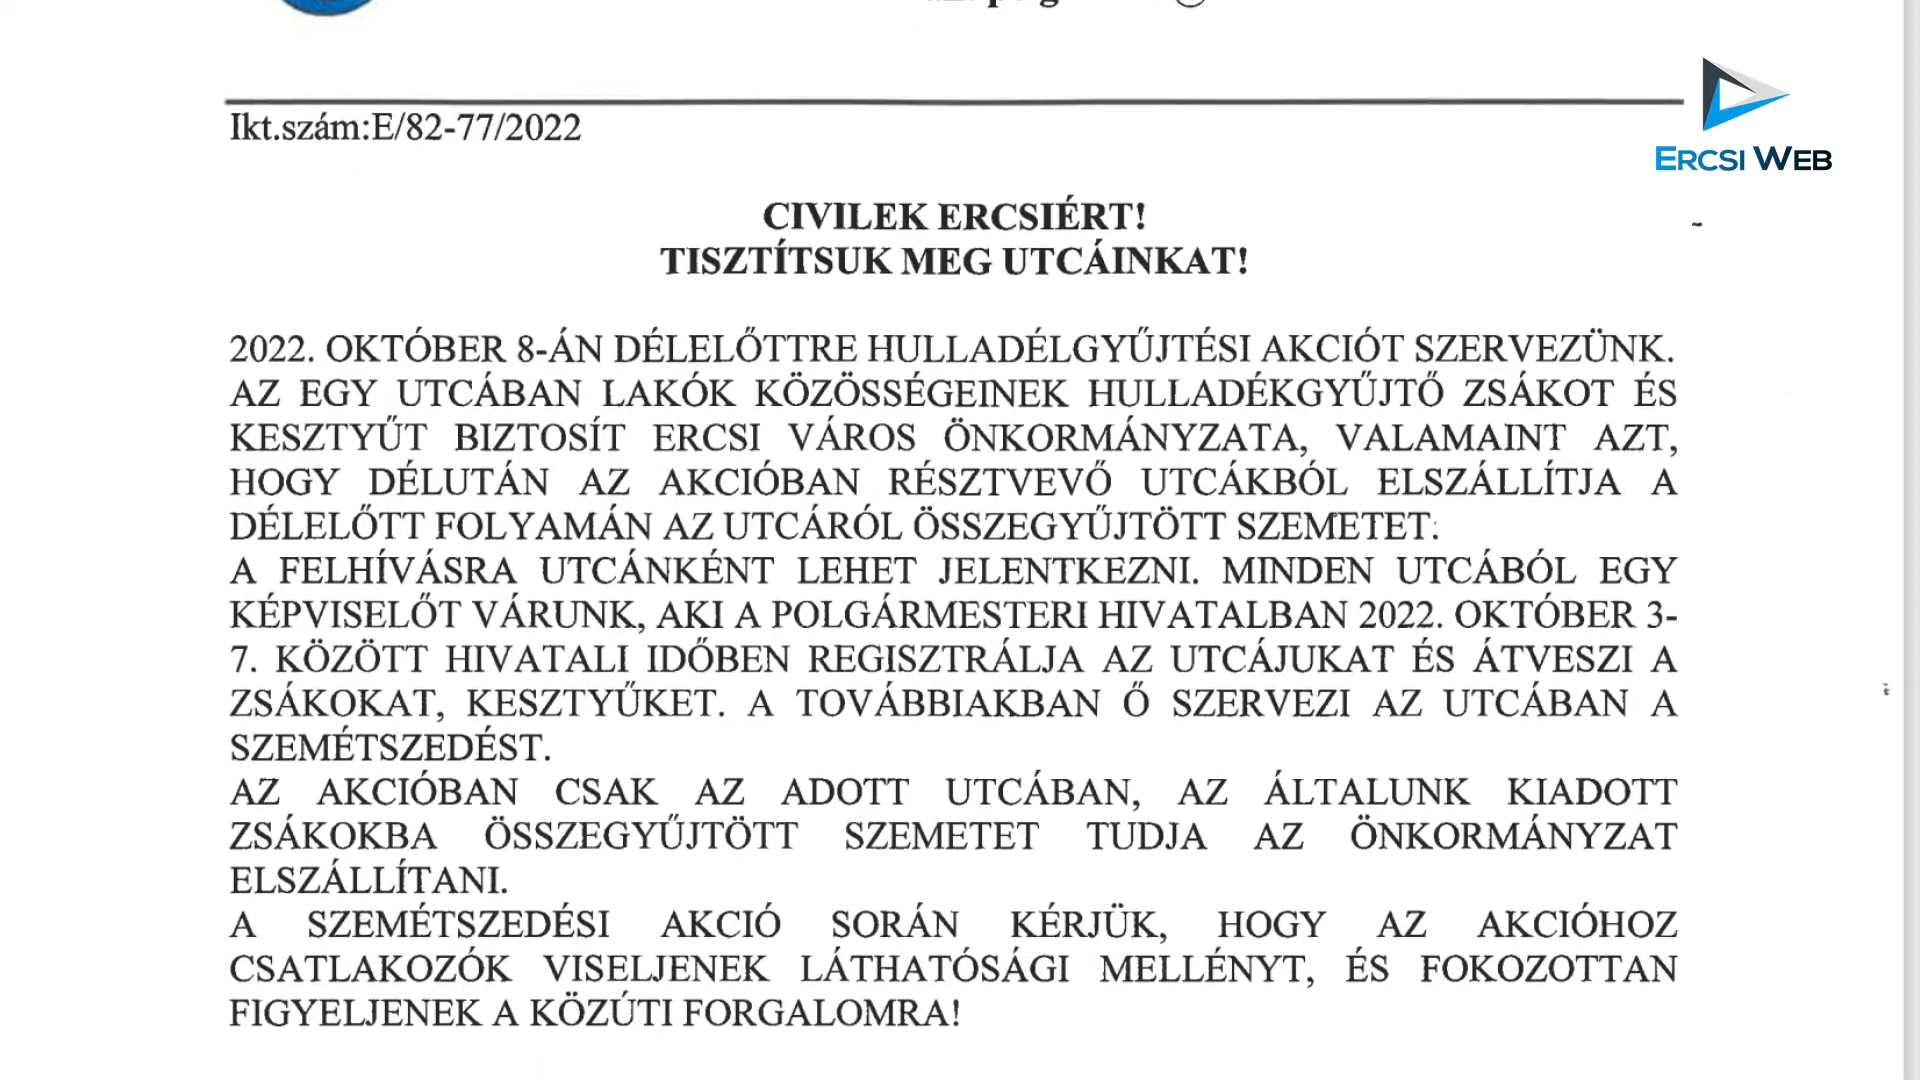 Ikt.szám:E/82-77/2022
ERCSI WEB
CIVILEK ERCSIÉRT!
TISZTÍTSUK MEG UTCÁINKAT!
2022. OKTÓBER 8-ÁN DÉLELŐTTRE HULLADÉLGYŰJTÉSI AKCIÓT SZERVEZÜNK.
AZ EGY UTCÁBAN LAKÓK KÖZÖSSÉGEINEK HULLADÉKGYŰJTŐ ZSÁKOT ÉS
KESZTYŰT BIZTOSÍT ERCSI VÁROS ÖNKORMÁNYZATA, VALAMAINT AZT,
HOGY DÉLUTÁN AZ AKCIÓBAN RÉSZTVEVŐ UTCÁKBÓL ELSZÁLLÍTJA A
DÉLELŐTT FOLYAMÁN AZ UTCÁRÓL ÖSSZEGYŰJTÖTT SZEMETET.
A FELHÍVÁSRA UTCÁNKÉNT LEHET JELENTKEZNI. MINDEN UTCÁBÓL EGY
KÉPVISELŐT VÁRUNK, AKI A POLGÁRMESTERI HIVATALBAN 2022. OKTÓBER 3-
7. KÖZÖTT HIVATALI IDŐBEN REGISZTRÁLJA AZ UTCÁJUKAT ÉS ÁTVESZI A
ZSÁKOKAT, KESZTYŰKET. A TOVÁBBIAKBAN Ő SZERVEZI AZ UTCÁBAN A
SZEMÉTSZEDÉST.
AZ AKCIÓBAN CSAK AZ ADOTT UTCÁBAN, AZ ÁLTALUNK KIADOTT
ZSÁKOKBA ÖSSZEGYŰJTÖTT SZEMETET TUDJA AZ ÖNKORMÁNYZAT
ELSZÁLLÍTANI.
A SZEMÉTSZEDÉSI AKCIÓ SORÁN KÉRJÜK, HOGY AZ AKCIÓHOZ
CSATLAKOZÓK VISELJENEK LÁTHATÓSÁGI MELLÉNYT, ÉS FOKOZOTTAN
FIGYELJENEK A KÖZÚTI FORGALOMRA!